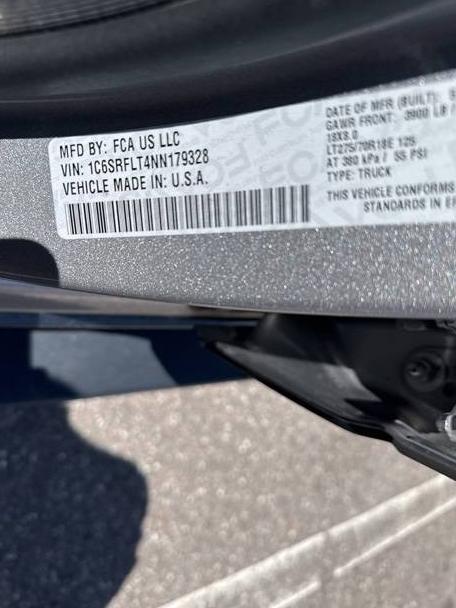 MFD BY: FCA US LLC
VIN: 1C6SRFLT4NN179328
VEHICLE MADE IN: U.S.A.
DATE OF MFR (BUILT):
GAWR FRONT: 3900 LB /
18X8.0
LT275/70R18E 125
AT 380 kPa / 55 PSI
TYPE: TRUCK
THIS VEHICLE CONFORMS
STANDARDS IN